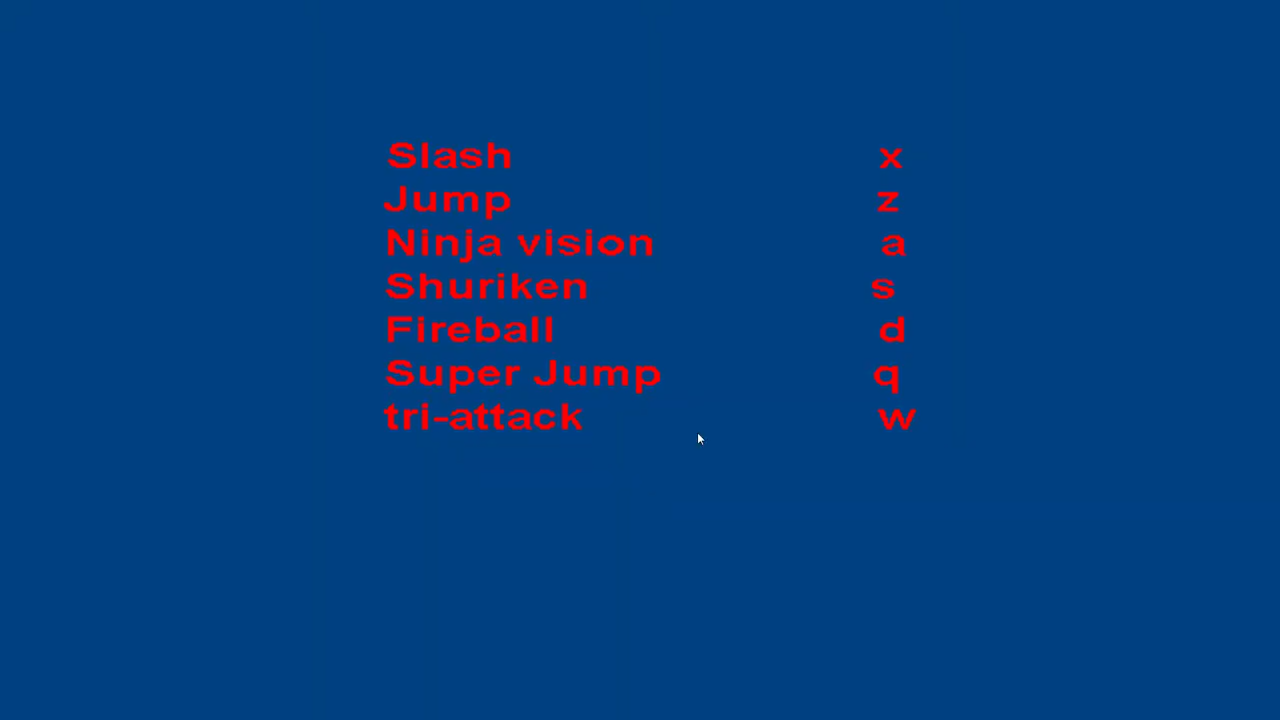 Slash x
Jump z
Ninja vision a
Shuriken s
Fireball d
Super Jump q
tri-attack w